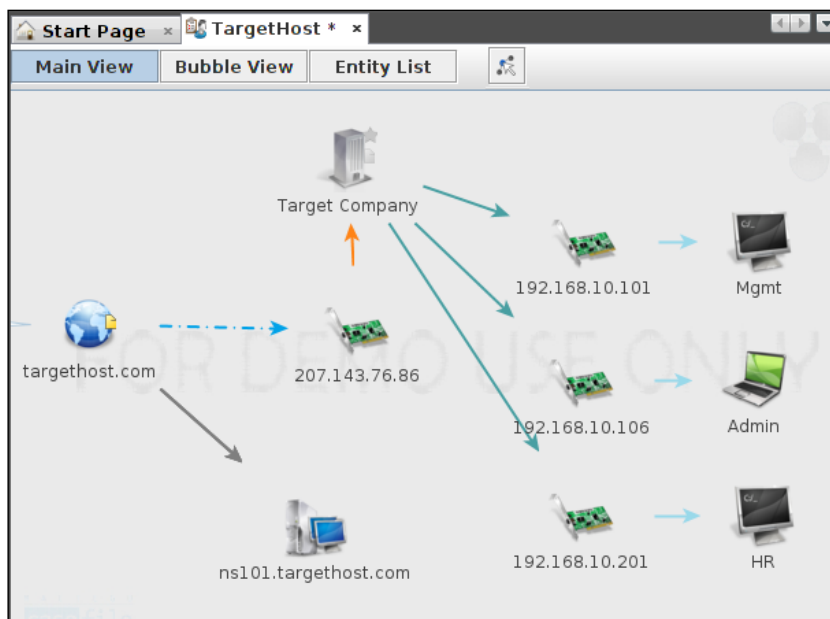 Start Page
TargetHost *
Main View
Bubble View
Entity List
Target Company
192.168.10.101
Mgmt
targethost.com
207.143.76.86
FOR DEMO USE ONLY
192.168.10.106
Admin
ns101.targethost.com
192.168.10.201
HR